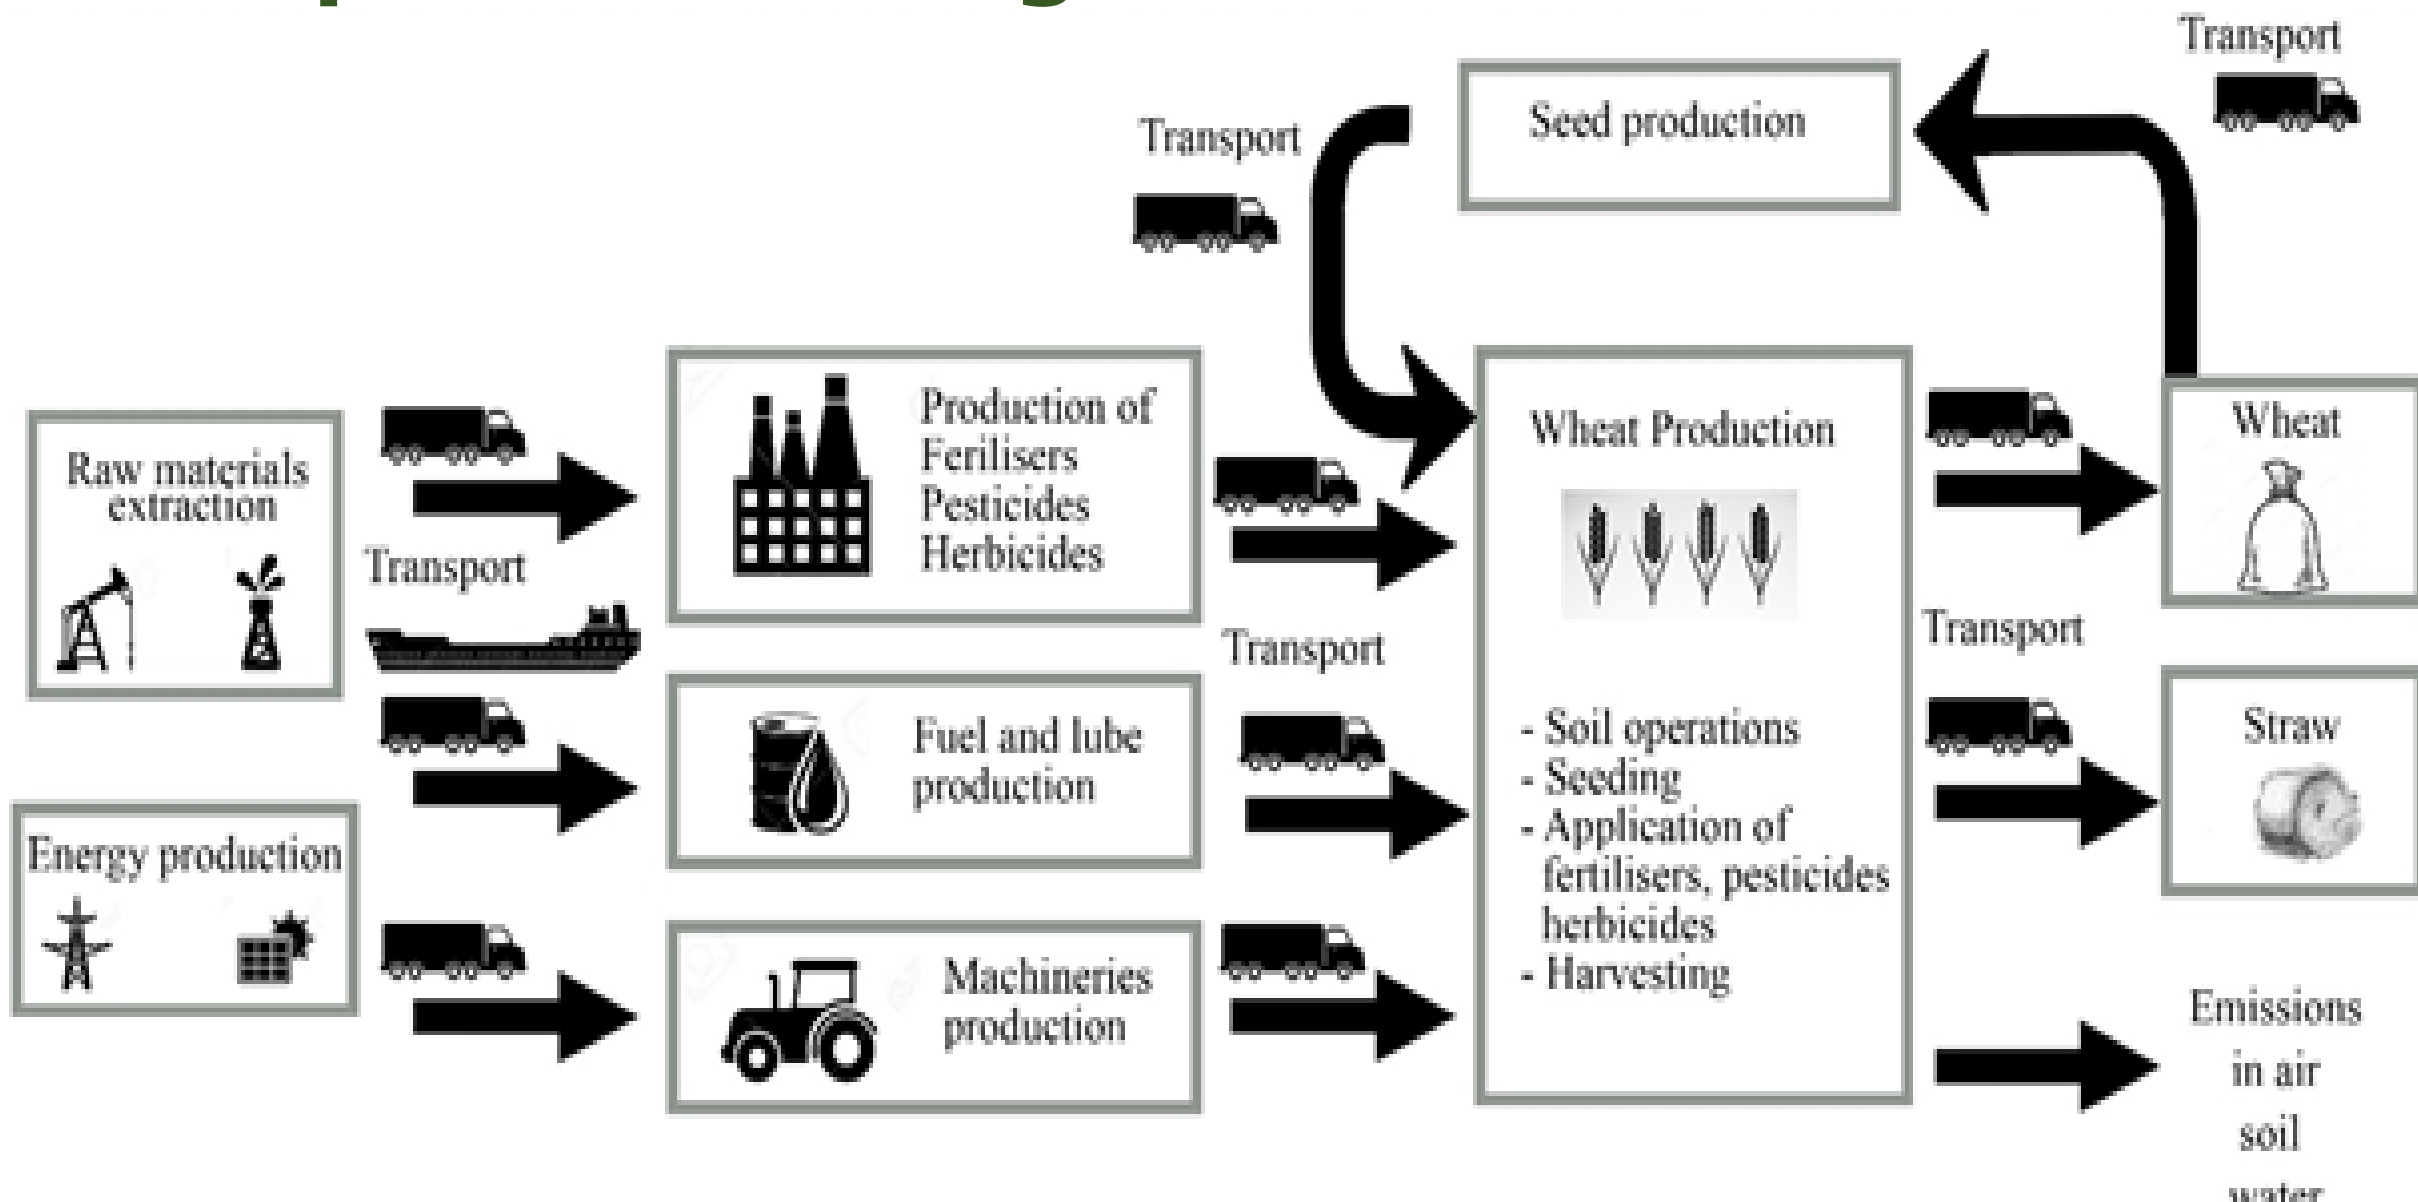 Transport
Seed production
Transport
Raw materials
extraction
Transport
Energy production
Production of
Ferilisers
Pesticides
Herbicides
Fuel and lube
production
Machineries
production
Transport
Wheat Production
- Soil operations
- Seeding
- Application of
fertilisers, pesticides
herbicides
- Harvesting
Transport
Wheat
Straw
Emissions
in air
soil
water